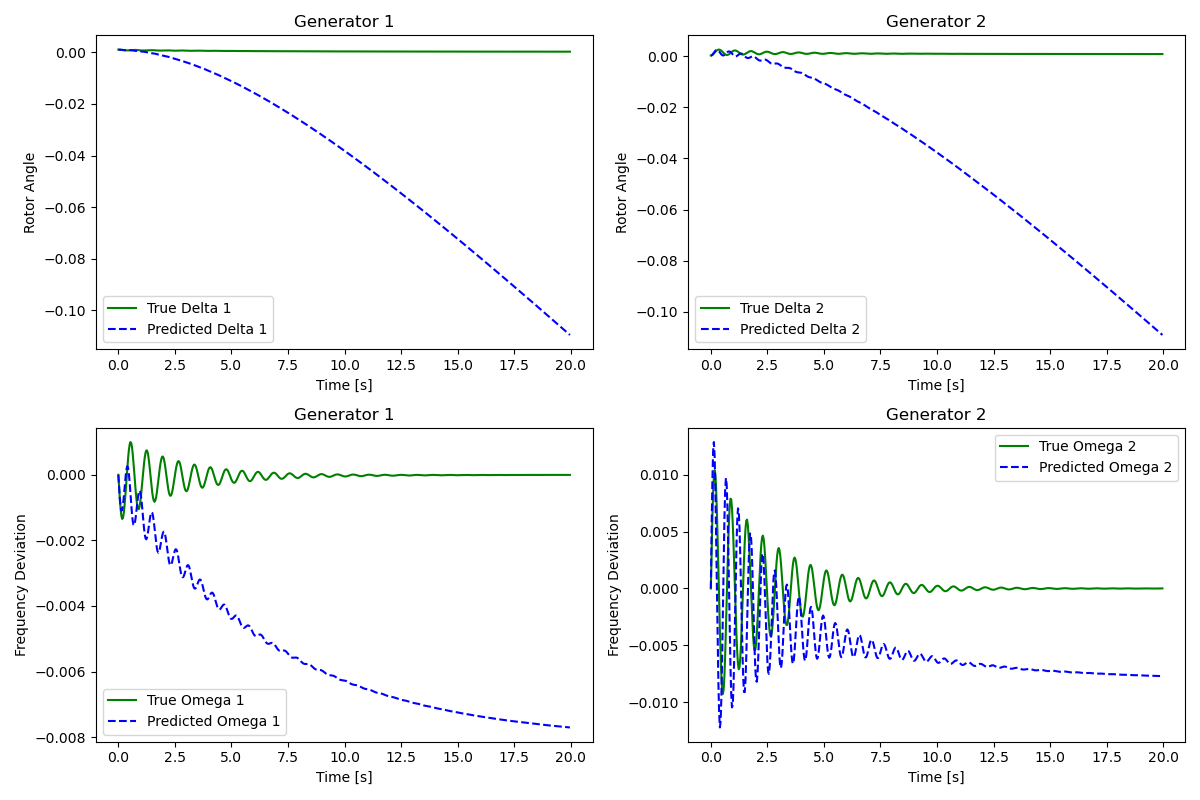 Generator 1
0.00
−0.02
−0.04
−0.06
−0.08
−0.10
Rotor Angle
True Delta 1
Predicted Delta 1
0.0 2.5 5.0 7.5 10.0 12.5 15.0 17.5 20.0
Time [s]
Generator 2
0.00
−0.02
−0.04
−0.06
−0.08
−0.10
Rotor Angle
True Delta 2
Predicted Delta 2
0.0 2.5 5.0 7.5 10.0 12.5 15.0 17.5 20.0
Time [s]
Generator 1
0.000
−0.002
−0.004
−0.006
−0.008
Frequency Deviation
True Omega 1
Predicted Omega 1
0.0 2.5 5.0 7.5 10.0 12.5 15.0 17.5 20.0
Time [s]
Generator 2
True Omega 2
Predicted Omega 2
0.010
0.005
0.000
−0.005
−0.010
Frequency Deviation
0.0 2.5 5.0 7.5 10.0 12.5 15.0 17.5 20.0
Time [s]